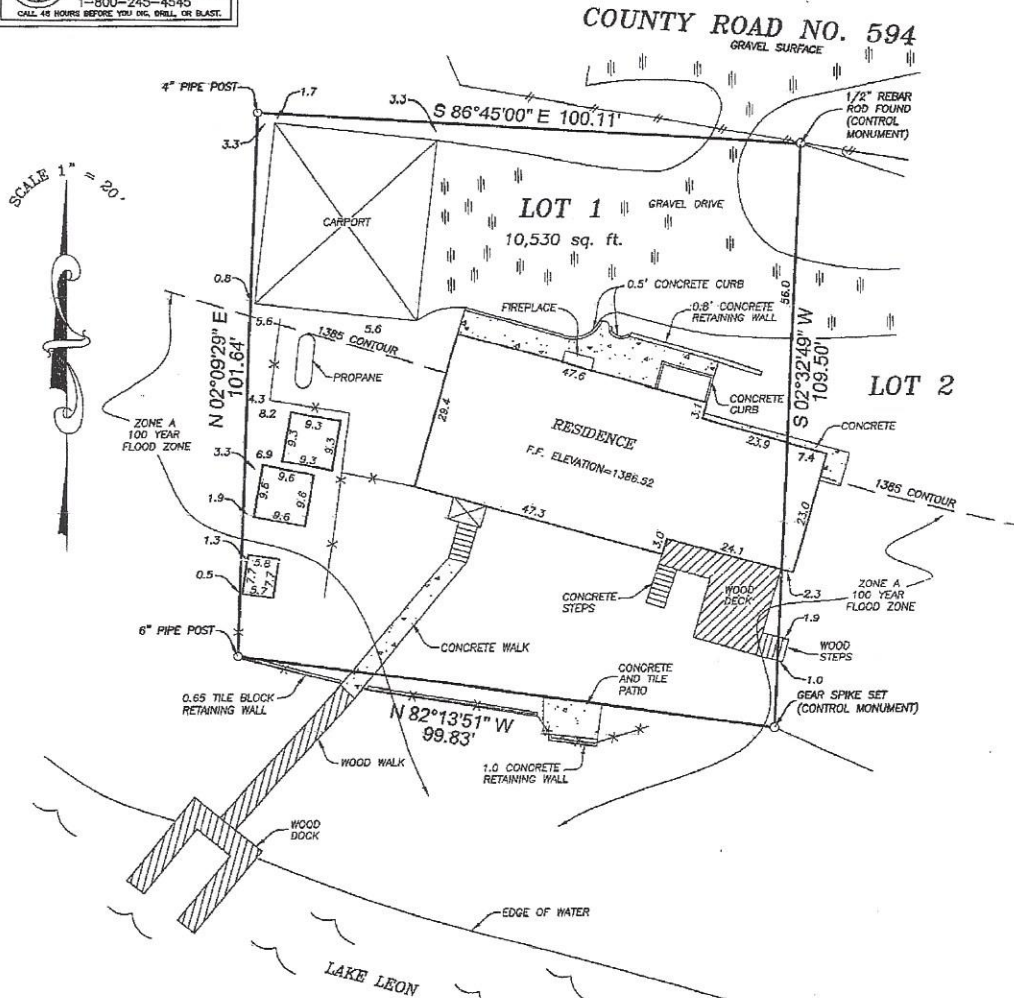 1-800-245-4545
CALL 48 HOURS BEFORE YOU DIG, DRILL, OR BLAST.
COUNTY ROAD NO. 594
GRAVEL SURFACE
4" PIPE POST
1.7
3.3
S 86°45'00" E 100.11'
1/2" REBAR
ROD FOUND
(CONTROL
MONUMENT)
3.3
SCALE 1" = 20'
CARPORT
LOT 1
10,530 sq. ft.
GRAVEL DRIVE
0.8
5.6
5.6
1385 CONTOUR
PROPANE
FIREPLACE
0.5' CONCRETE CURB
0.8' CONCRETE
RETAINING WALL
56.0
S 02°32'49" W
109.50'
LOT 2
N 02°09'29" E
101.64'
47.6
CONCRETE
CURB
3.1
23.9
7.4
CONCRETE
29.4
RESIDENCE
F.F. ELEVATION=1386.52
1385 CONTOUR
ZONE A
100 YEAR
FLOOD ZONE
4.3
8.2
9.3
9.3
9.3
9.3
3.3
6.9
9.6
9.6
9.6
9.6
1.9
47.3
23.0
3.0
24.1
1.3
5.8
7.7
7.7
5.7
0.5
CONCRETE
STEPS
WOOD
DECK
2.3
1.9
ZONE A
100 YEAR
FLOOD ZONE
WOOD
STEPS
1.0
6" PIPE POST
CONCRETE WALK
CONCRETE
AND TILE
PATIO
GEAR SPIKE SET
(CONTROL MONUMENT)
0.65 TILE BLOCK
RETAINING WALL
N 82°13'51" W
99.83'
WOOD WALK
1.0 CONCRETE
RETAINING WALL
WOOD
DOCK
EDGE OF WATER
LAKE LEON